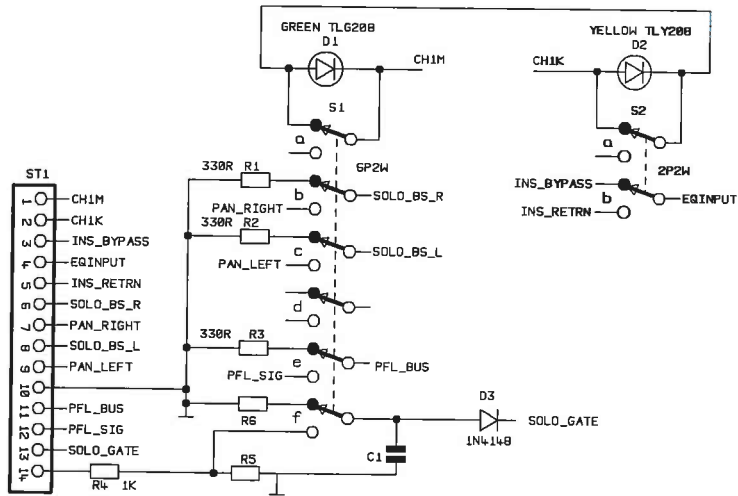 GREEN TLG208
D1
CH1M
YELLOW TLY208
D2
CH1K
S1
a
6P2W
S2
a
2P2W
INS_BYPASS
b
EQINPUT
INS_RETRN
ST1
330R R1
b
SOLO_BS_R
PAN_RIGHT
330R R2
c
SOLO_BS_L
PAN_LEFT
d
330R R3
e
PFL_BUS
PFL_SIG
R6
f
D3
1N4148
SOLO_GATE
C1
R5
R4 1K
1 CH1M
2 CH1K
3 INS_BYPASS
4 EQINPUT
5 INS_RETRN
6 SOLO_BS_R
7 PAN_RIGHT
8 SOLO_BS_L
9 PAN_LEFT
10
11 PFL_BUS
12 PFL_SIG
13 SOLO_GATE
14